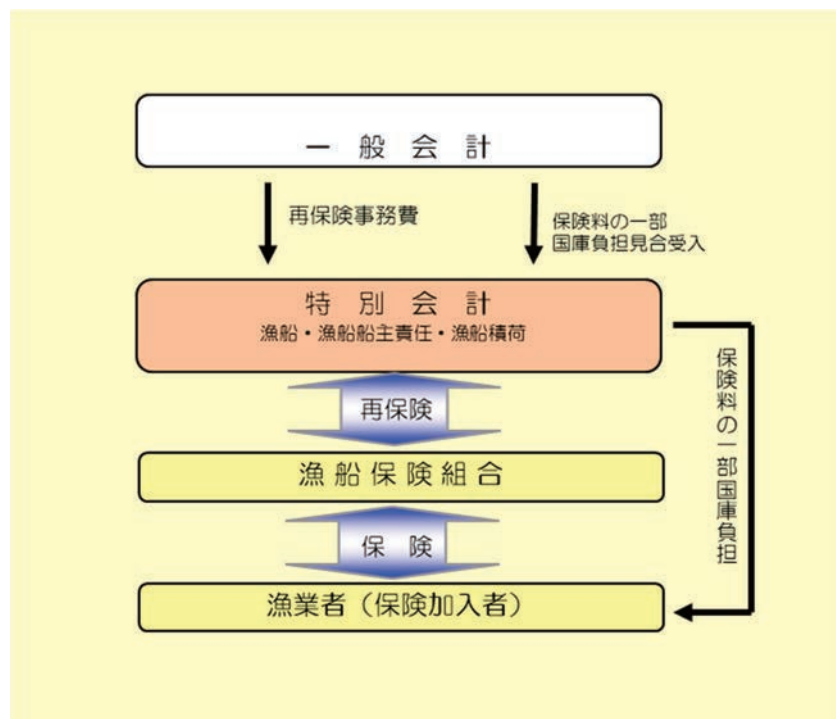 一般会計
再保険事務費
保険料の一部
国庫負担見合受入
特別会計
漁船・漁船船主責任・漁船積荷
再保険
漁船保険組合
保険
漁業者（保険加入者）
保険料の一部国庫負担